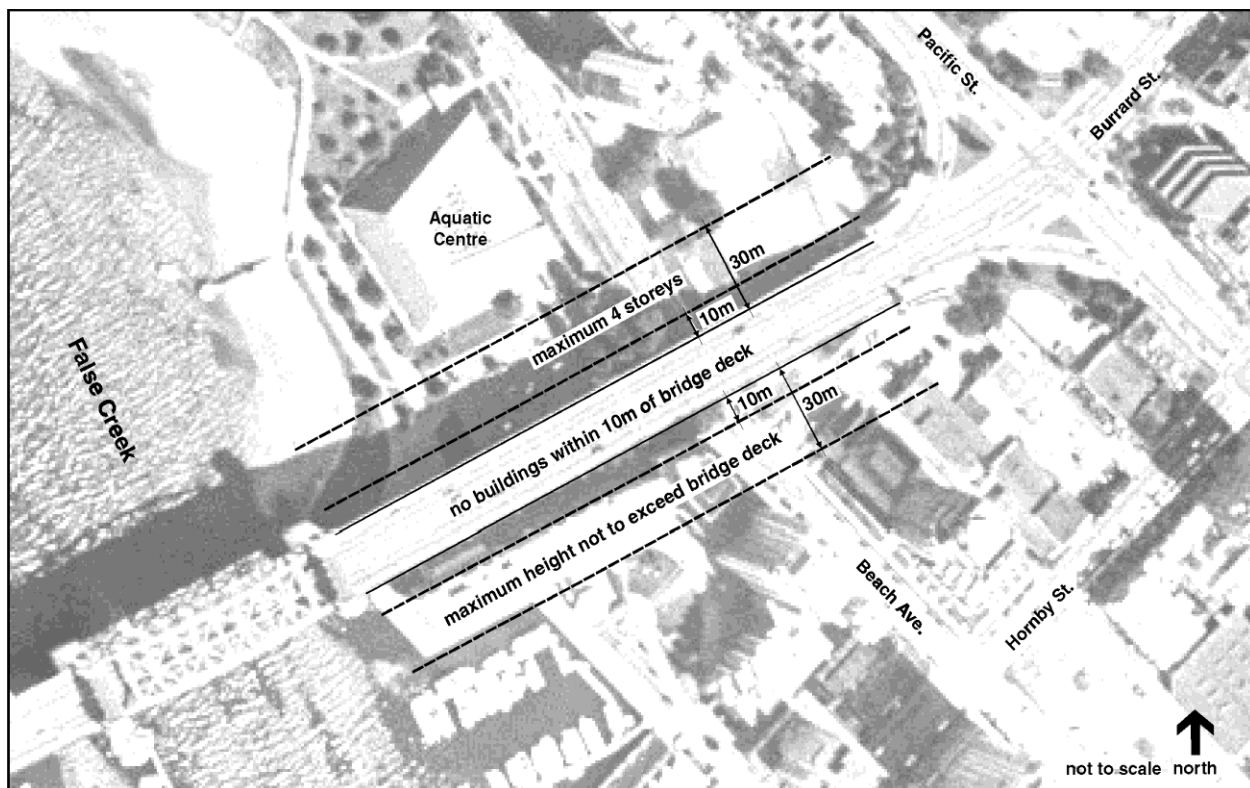 Pacific St.
Burrard St.
Aquatic
Centre
30m
maximum 4 storeys
10m
False Creek
no buildings within 10m of bridge deck
10m
30m
maximum height not to exceed bridge deck
Beach Ave.
Hornby St.
not to scale north